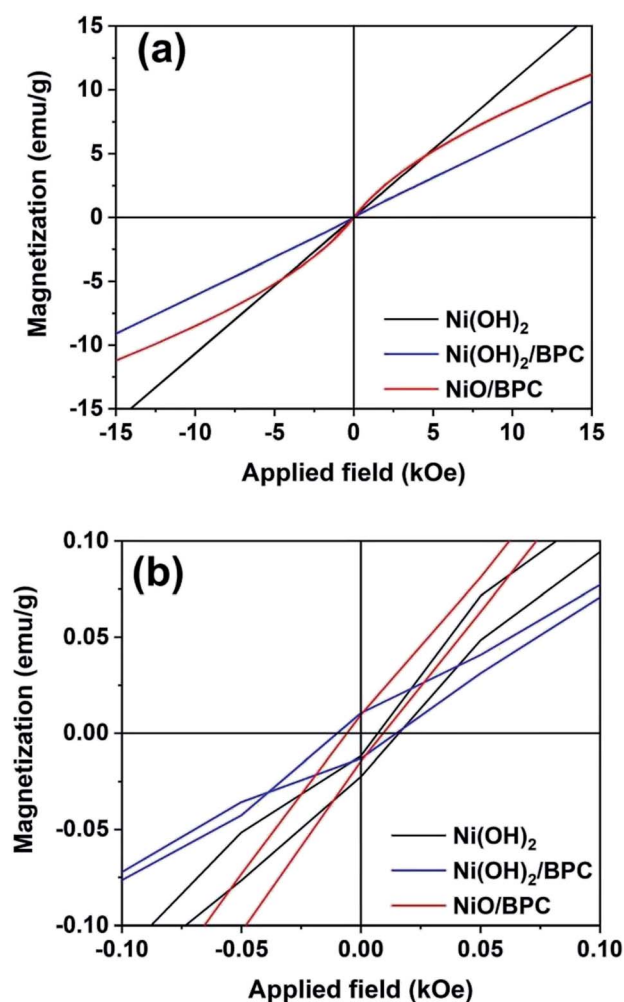 (a)
Magnetization (emu/g)
15
10
5
0
-5
-10
-15
-15 -10 -5 0 5 10 15
Applied field (kOe)
Ni(OH)₂
Ni(OH)₂/BPC
NiO/BPC
(b)
Magnetization (emu/g)
0.10
0.05
0.00
-0.05
-0.10
-0.10 -0.05 0.00 0.05 0.10
Applied field (kOe)
Ni(OH)₂
Ni(OH)₂/BPC
NiO/BPC